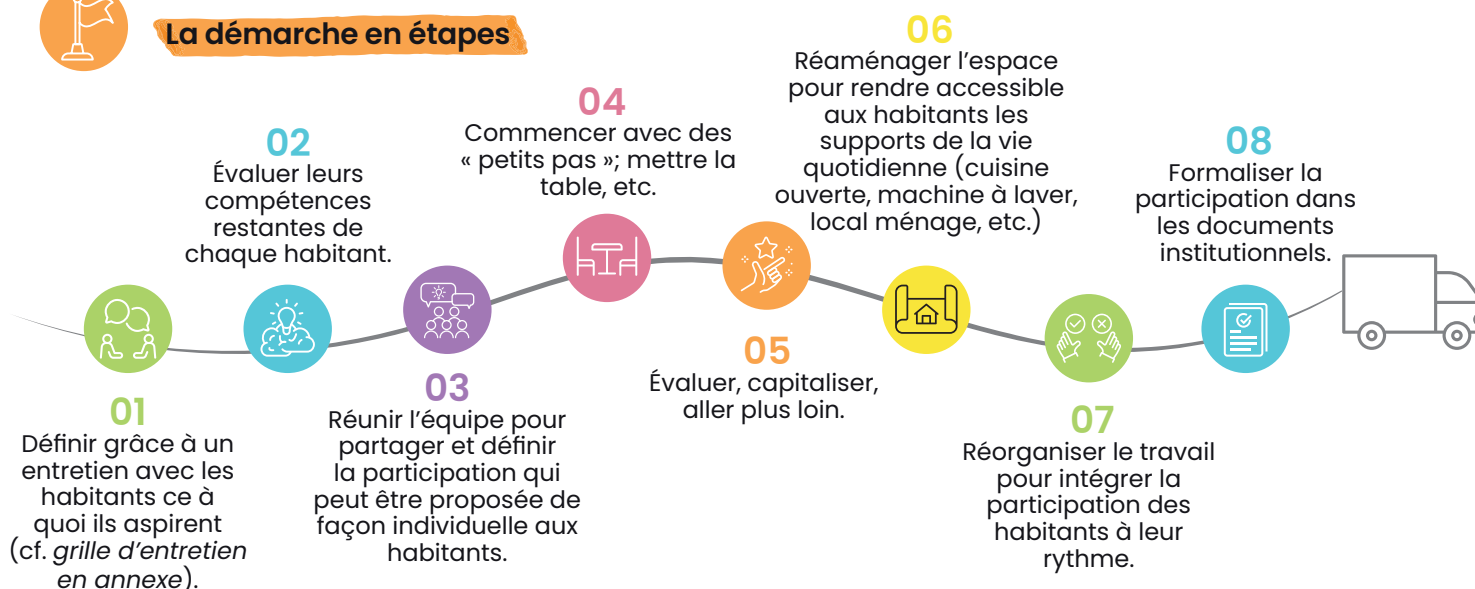 La démarche en étapes
01
Définir grâce à un
entretien avec les
habitants ce à
quoi ils aspirent
(cf. grille d'entretien
en annexe).
02
Évaluer leurs
compétences
restantes de
chaque habitant.
03
Réunir l'équipe pour
partager et définir
la participation qui
peut être proposée de
façon individuelle aux
habitants.
04
Commencer avec des
« petits pas »; mettre la
table, etc.
05
Évaluer, capitaliser,
aller plus loin.
06
Réaménager l'espace
pour rendre accessible
aux habitants les
supports de la vie
quotidienne (cuisine
ouverte, machine à laver,
local ménage, etc.)
07
Réorganiser le travail
pour intégrer la
participation des
habitants à leur
rythme.
08
Formaliser la
participation dans
les documents
institutionnels.